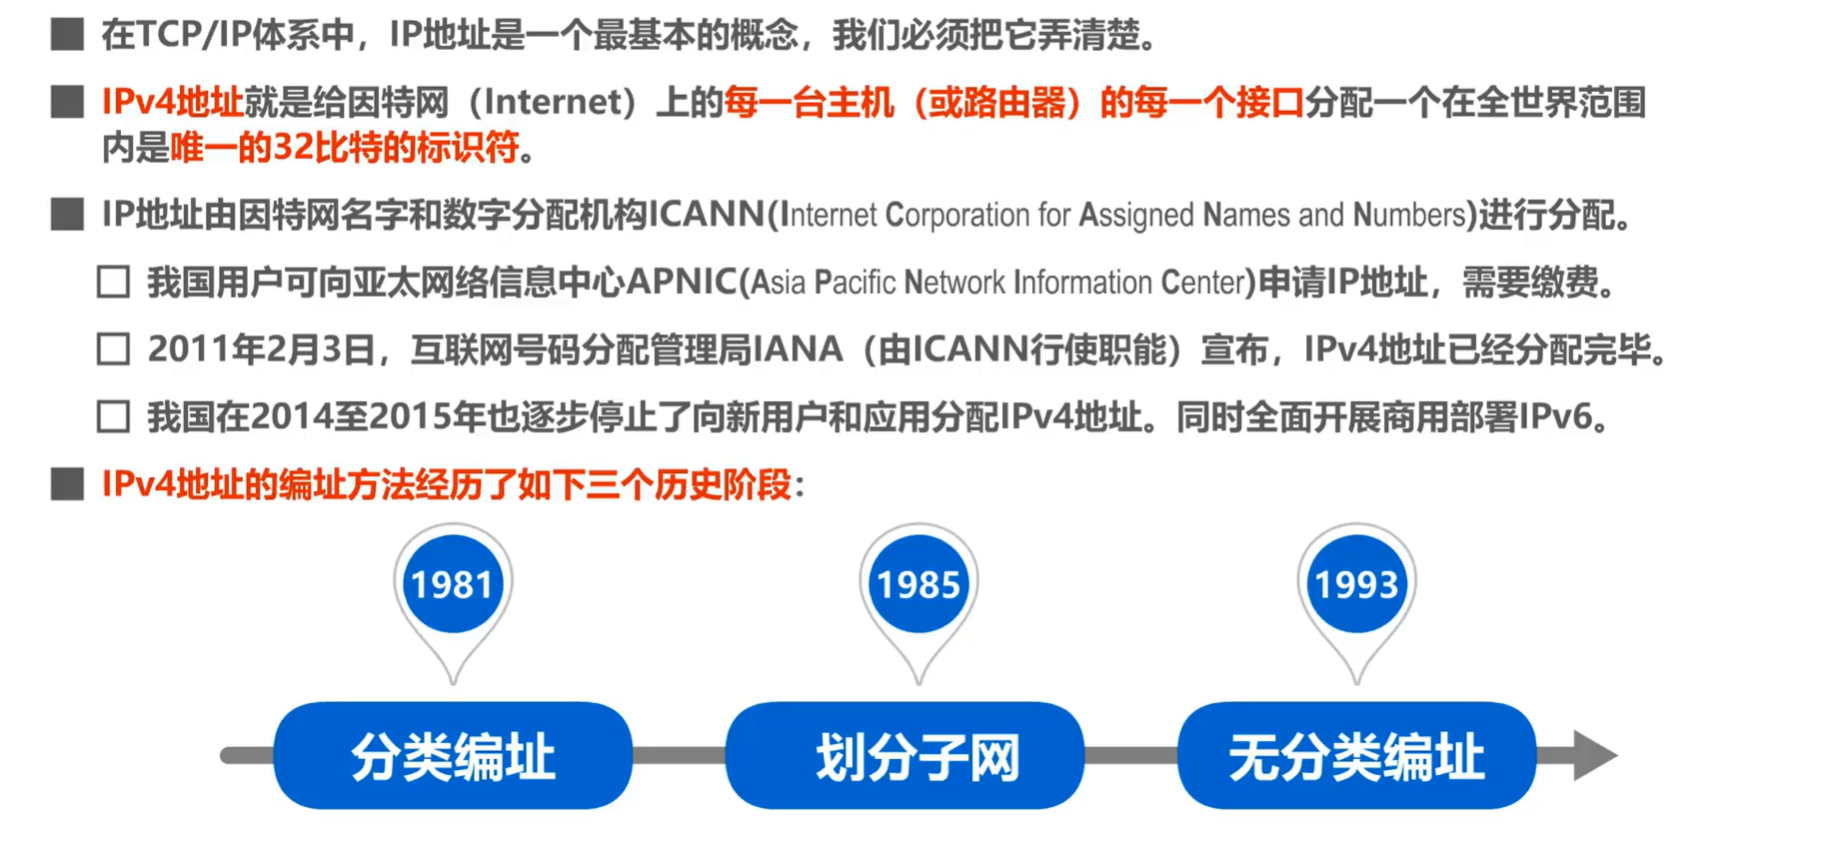 在TCP/IP体系中，IP地址是一个最基本的概念，我们必须把它弄清楚。
IPv4地址就是给因特网（Internet）上的每一台主机（或路由器）的每一个接口分配一个在全世界范围
内是唯一的32比特的标识符。
IP地址由因特网名字和数字分配机构ICANN(Internet Corporation for Assigned Names and Numbers)进行分配。
我国用户可向亚太网络信息中心APNIC(Asia Pacific Network Information Center)申请IP地址，需要缴费。
2011年2月3日，互联网号码分配管理局IANA（由ICANN行使职能）宣布，IPv4地址已经分配完毕。
我国在2014至2015年也逐步停止了向新用户和应用分配IPv4地址。同时全面开展商用部署IPv6。
IPv4地址的编址方法经历了如下三个历史阶段：
1981
1985
1993
分类编址
划分子网
无分类编址